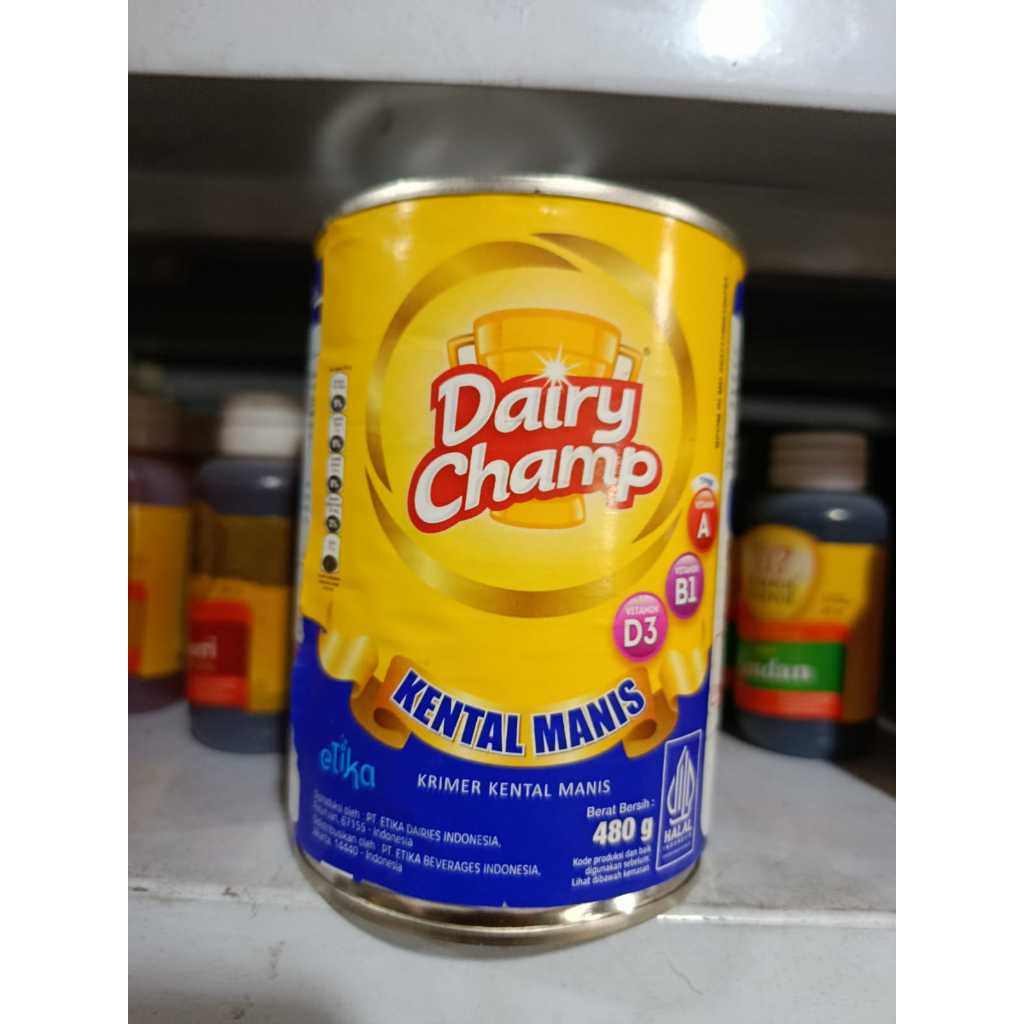 Dairy
Champ
VITAMIN
A
VITAMIN
B1
VITAMIN
D3
KENTAL MANIS
etika
KRIMER KENTAL MANIS
Diproduksi oleh : PT ETIKA DAIRIES INDONESIA,
67155 - Indonesia
Didistribusikan oleh : PT. ETIKA BEVERAGES INDONESIA,
Jakarta, 14440 - Indonesia
Berat Bersih :
480 g
Kode produksi dan baik
digunakan sebelum:
Lihat dibawah kemasan
HALAL
INDONESIA